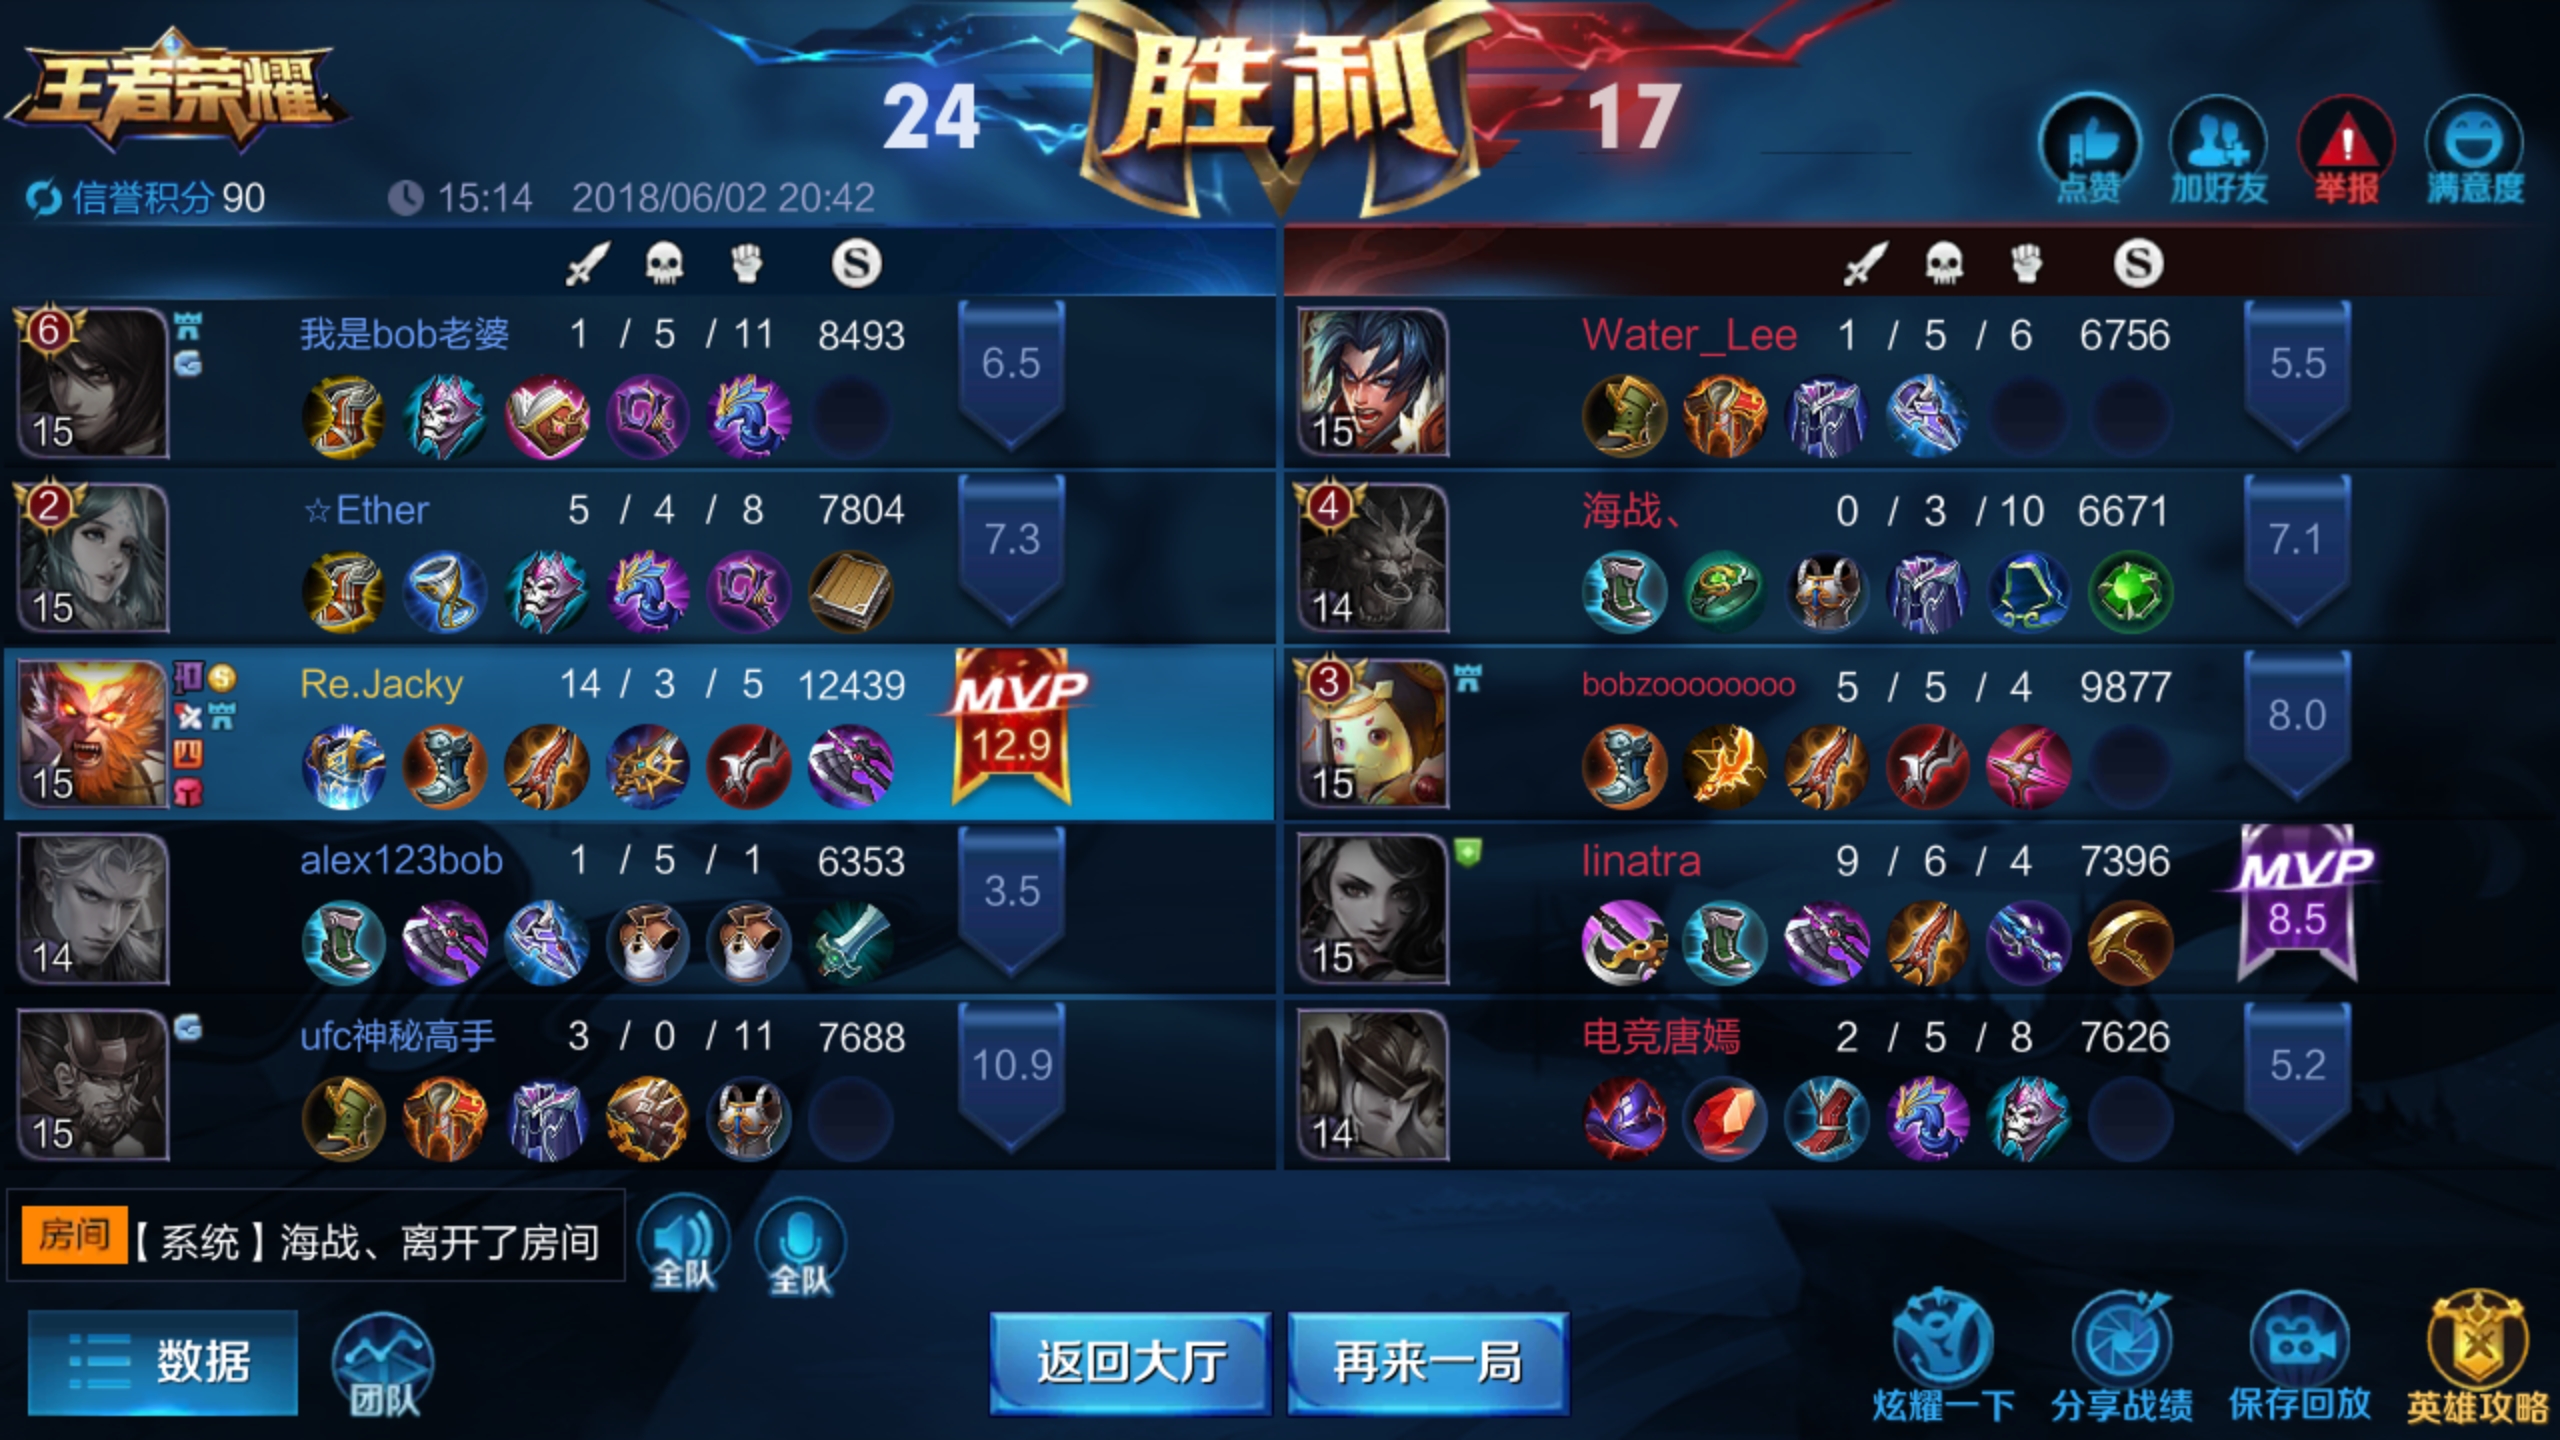 王者荣耀
24 胜利 17
点赞 加好友 举报 满意度
信誉积分 90 15:14 2018/06/02 20:42
S
S
6 15 我是bob老婆 1 / 5 / 11 8493 6.5
15 Water_Lee 1 / 5 / 6 6756 5.5
2 15 ☆Ether 5 / 4 / 8 7804 7.3
4 14 海战、 0 / 3 / 10 6671 7.1
15 Re.Jacky 14 / 3 / 5 12439 MVP 12.9
3 15 bobzoooooooo 5 / 5 / 4 9877 8.0
14 alex123bob 1 / 5 / 1 6353 3.5
15 linatra 9 / 6 / 4 7396 MVP 8.5
15 ufc神秘高手 3 / 0 / 11 7688 10.9
14 电竞唐嫣 2 / 5 / 8 7626 5.2
房间 【系统】海战、离开了房间 全队 全队
数据 团队 返回大厅 再来一局 炫耀一下 分享战绩 保存回放 英雄攻略